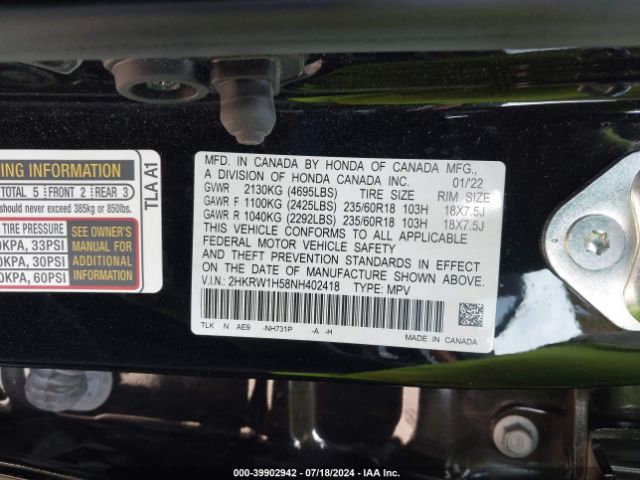 ING INFORMATION
TOTAL 5 FRONT 2 REAR 3
should never exceed 385kg or 850lbs.
TIRE PRESSURE
0KPA, 33PSI
0KPA, 30PSI
0KPA, 60PSI
SEE OWNER'S
MANUAL FOR
ADDITIONAL
INFORMATION
TLA A1
MFD. IN CANADA BY HONDA OF CANADA MFG.,
A DIVISION OF HONDA CANADA INC. 01/22
GVWR 2130KG (4695LBS) TIRE SIZE RIM SIZE
GAWR F 1100KG (2425LBS) 235/60R18 103H 18X7.5J
GAWR R 1040KG (2292LBS) 235/60R18 103H 18X7.5J
THIS VEHICLE CONFORMS TO ALL APPLICABLE
FEDERAL MOTOR VEHICLE SAFETY
AND THEFT PREVENTION STANDARDS IN EFFECT
ON THE DATE OF MANUFACTURE SHOWN ABOVE.
V.I.N: 2HKRW1H58NH402418 TYPE: MPV
TLK N AE9 -NH731P -A -H
MADE IN CANADA
000-39902942 - 07/18/2024 - IAA Inc.